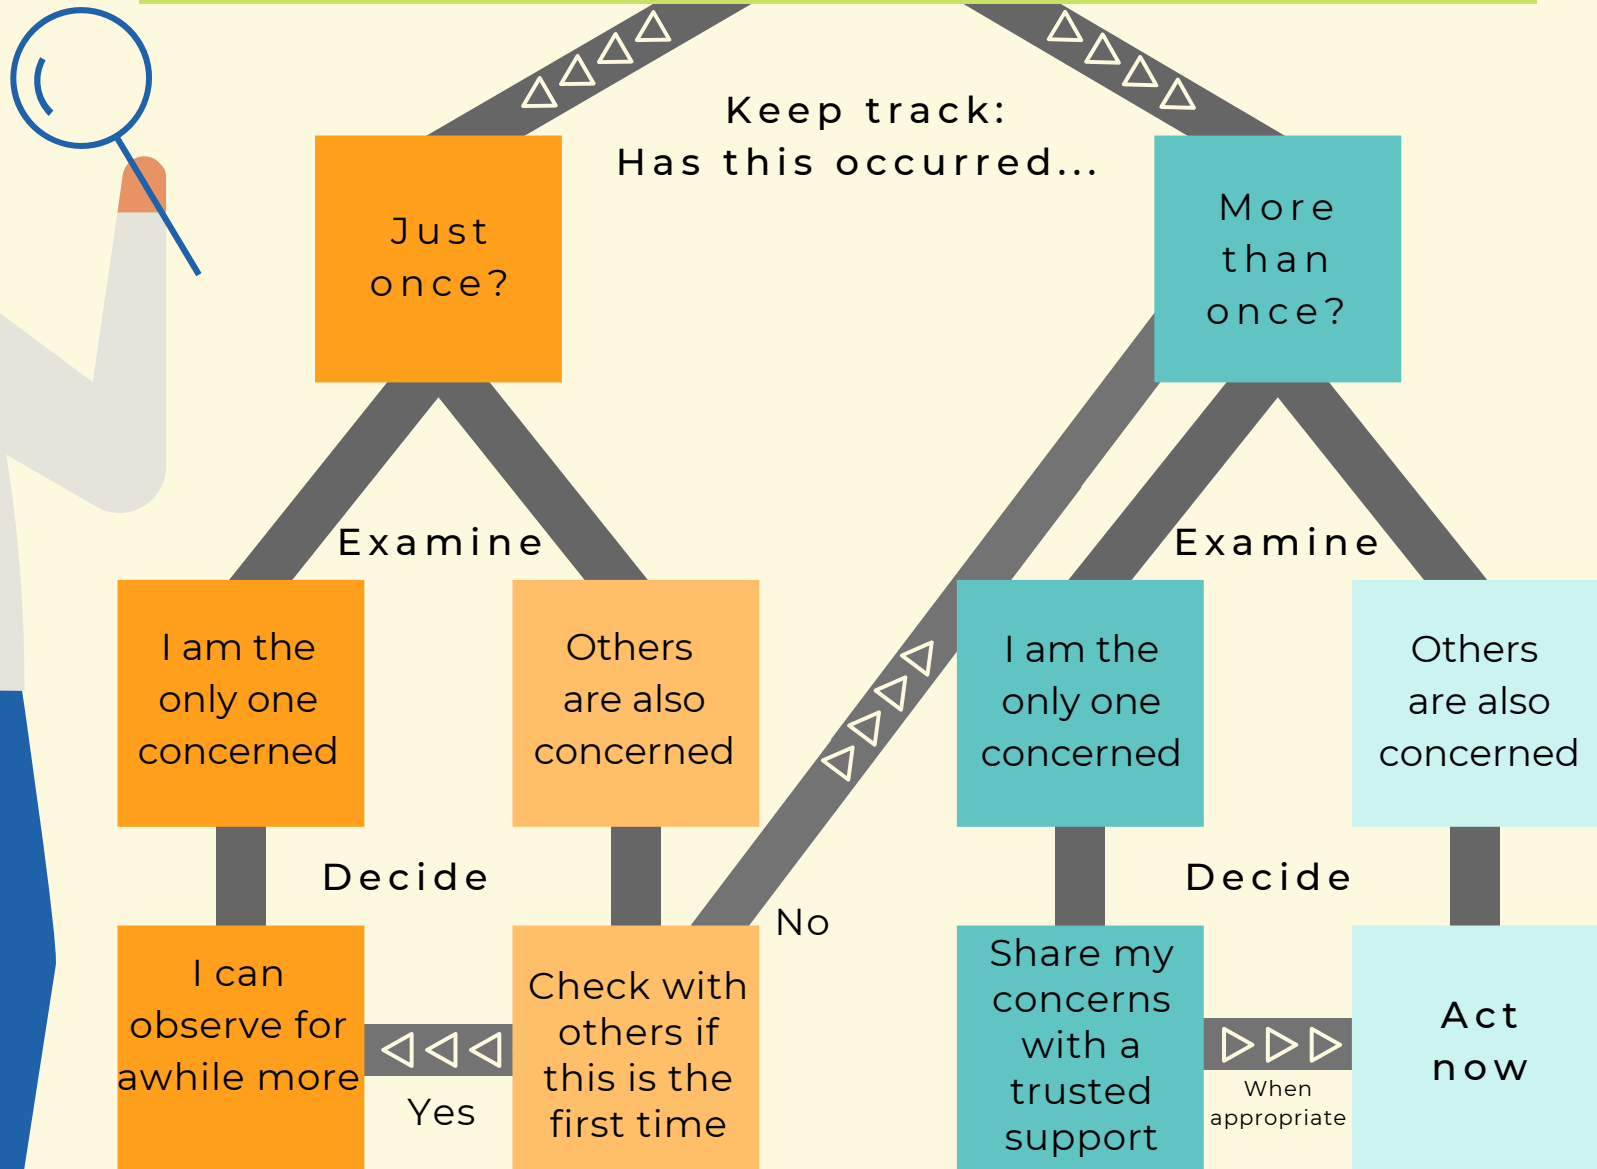 Keep track:
Has this occurred...
Just
once?
More
than
once?
Examine
Examine
I am the
only one
concerned
Others
are also
concerned
I am the
only one
concerned
Others
are also
concerned
Decide
Decide
No
I can
observe for
awhile more
Yes
Check with
others if
this is the
first time
Share my
concerns
with a
trusted
support
When
appropriate
Act
now